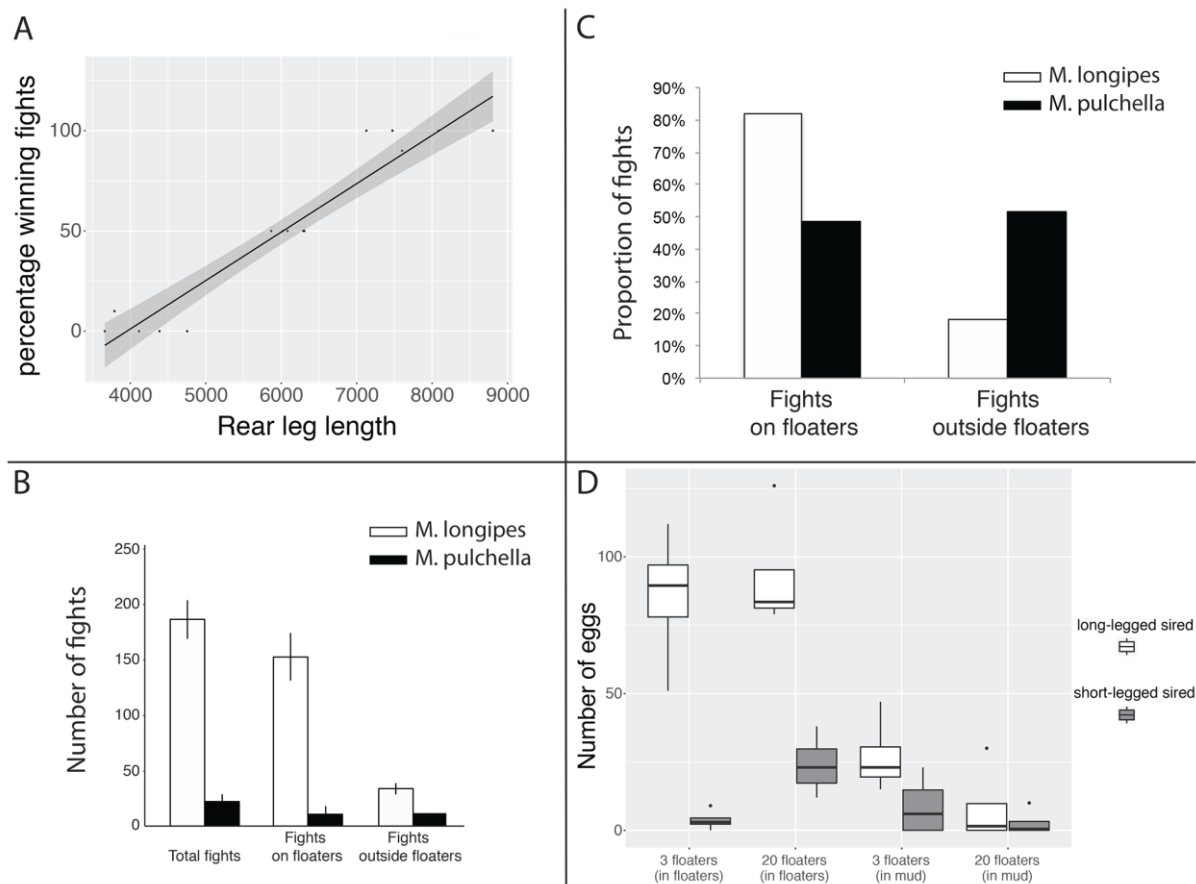 A
percentage winning fights
100
50
0
4000 5000 6000 7000 8000 9000
Rear leg length
B
M. longipes
M. pulchella
Number of fights
250
200
150
100
50
0
Total fights
Fights
on floaters
Fights
outside floaters
C
M. longipes
M. pulchella
Proportion of fights
90%
80%
70%
60%
50%
40%
30%
20%
10%
0%
Fights
on floaters
Fights
outside floaters
D
Number of eggs
100
50
0
3 floaters
(in floaters)
20 floaters
(in floaters)
3 floaters
(in mud)
20 floaters
(in mud)
long-legged sired
short-legged sired